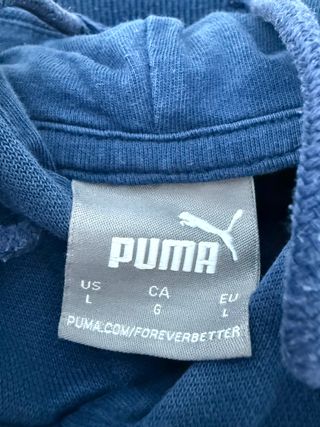 PUMA
US CA EU
L G L
PUMA.COM/FOREVERBETTER